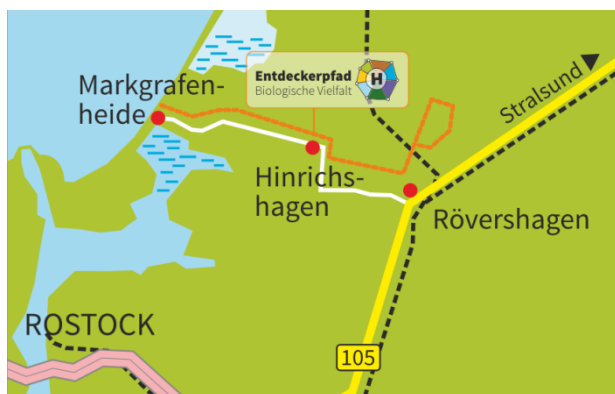 Entdeckerpfad
Biologische Vielfalt
H
Markgrafen-
heide
Stralsund
Hinrichs-
hagen
Rövershagen
ROSTOCK
105